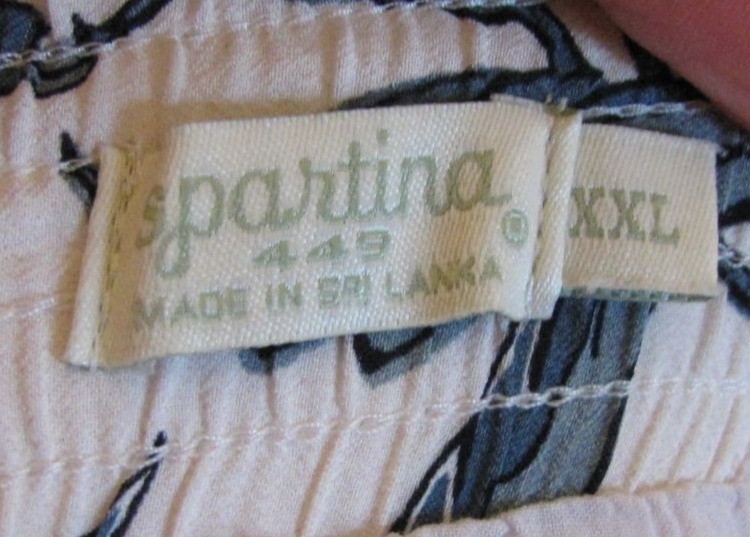 spartina ®
449
MADE IN SRI LANKA
XXL